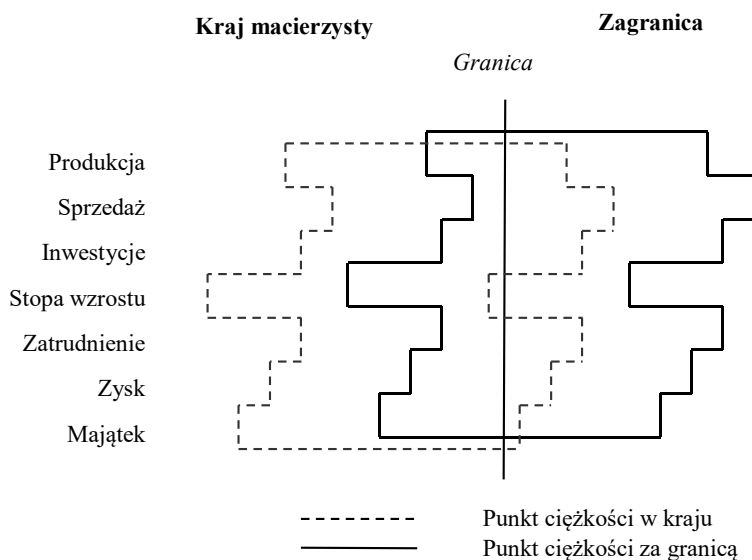 Kraj macierzysty
Zagranica
Granica
Produkcja
Sprzedaż
Inwestycje
Stopa wzrostu
Zatrudnienie
Zysk
Majątek
Punkt ciężkości w kraju
Punkt ciężkości za granicą